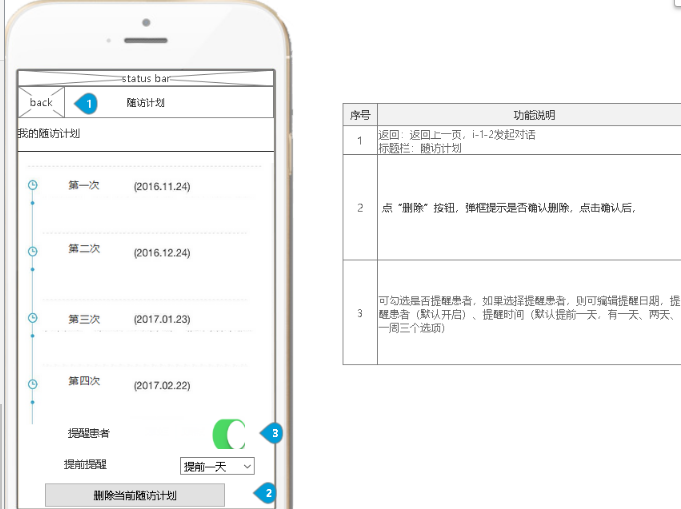 status bar
back
1
随访计划
我的随访计划
第一次 (2016.11.24)
第二次 (2016.12.24)
第三次 (2017.01.23)
第四次 (2017.02.22)
提醒患者
3
提前提醒 提前一天
删除当前随访计划
2
序号 功能说明
1
返回：返回上一页，i-1-2发起对话
标题栏：随访计划
2
点“删除”按钮，弹框提示是否确认删除，点击确认后，
3
可勾选是否提醒患者，如果选择提醒患者，则可编辑提醒日期，提
醒患者（默认开启）、提醒时间（默认提前一天，有一天、两天、
一周三个选项）